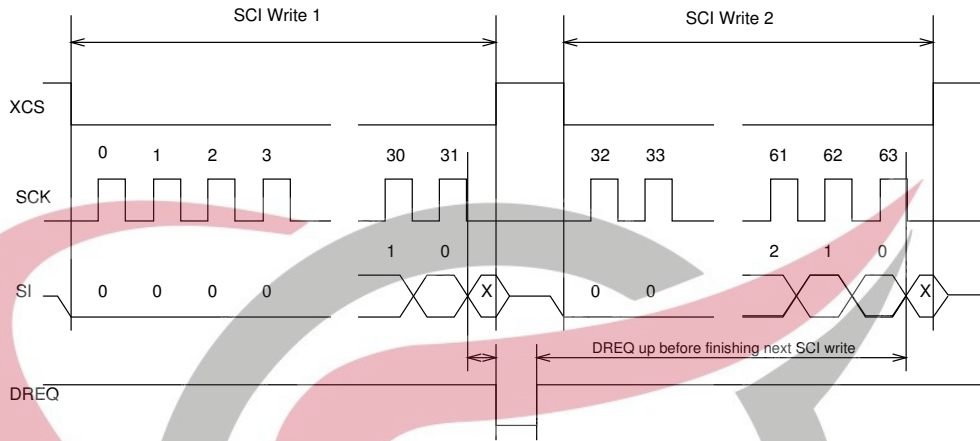 SCI Write 1 SCI Write 2
XCS
0 1 2 3 30 31 32 33 61 62 63
SCK
1 0 2 1 0
SI 0 0 0 0 X 0 0 X
DREQ up before finishing next SCI write
DREQ